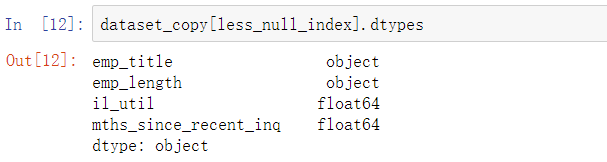 In [12]: dataset_copy[less_null_index].dtypes
Out[12]: emp_title object
emp_length object
il_util float64
mths_since_recent_inq float64
dtype: object